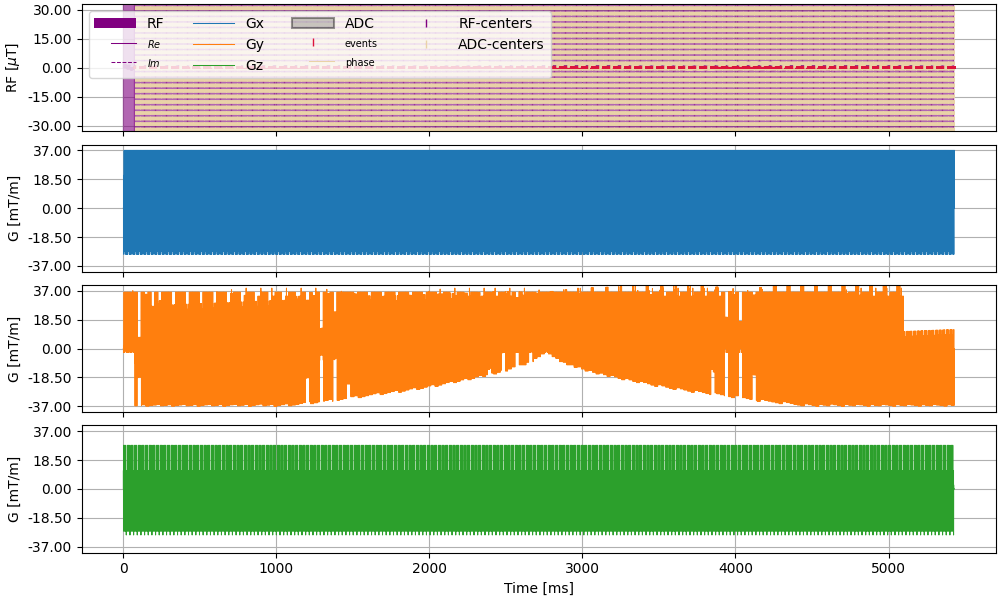 RF Gx ADC RF-centers
Re Gy events ADC-centers
Im Gz phase
RF [μT]
30.00
15.00
0.00
-15.00
-30.00
G [mT/m]
37.00
18.50
0.00
-18.50
-37.00
G [mT/m]
37.00
18.50
0.00
-18.50
-37.00
G [mT/m]
37.00
18.50
0.00
-18.50
-37.00
0 1000 2000 3000 4000 5000
Time [ms]